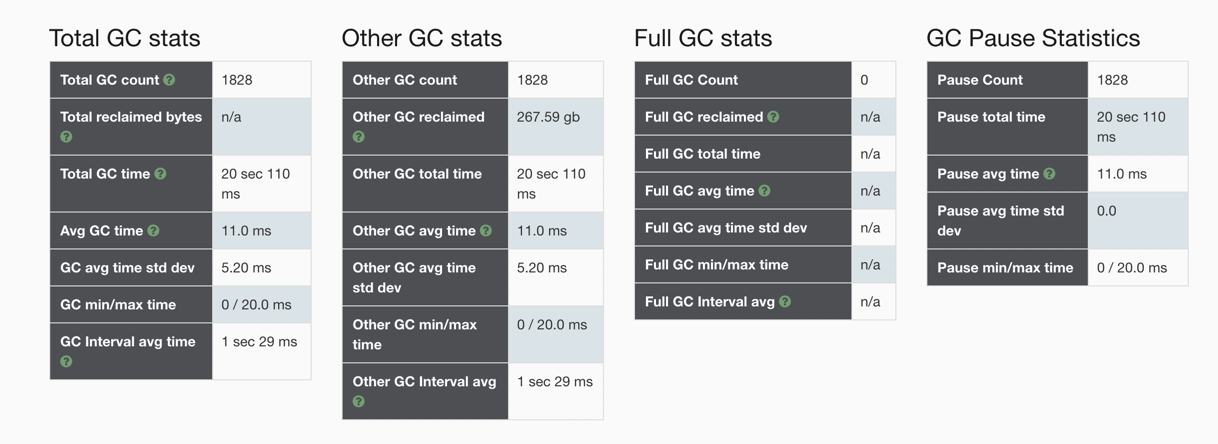 Total GC stats
Total GC count ? 1828
Total reclaimed bytes ? n/a
Total GC time ? 20 sec 110
ms
Avg GC time ? 11.0 ms
GC avg time std dev 5.20 ms
GC min/max time 0 / 20.0 ms
GC Interval avg time ? 1 sec 29 ms
Other GC stats
Other GC count 1828
Other GC reclaimed ? 267.59 gb
Other GC total time 20 sec 110
ms
Other GC avg time ? 11.0 ms
Other GC avg time 5.20 ms
std dev
Other GC min/max 0 / 20.0 ms
time
Other GC Interval avg ? 1 sec 29 ms
Full GC stats
Full GC Count 0
Full GC reclaimed ? n/a
Full GC total time n/a
Full GC avg time ? n/a
Full GC avg time std dev n/a
Full GC min/max time n/a
Full GC Interval avg ? n/a
GC Pause Statistics
Pause Count 1828
Pause total time 20 sec 110
ms
Pause avg time ? 11.0 ms
Pause avg time std 0.0
dev
Pause min/max time 0 / 20.0 ms